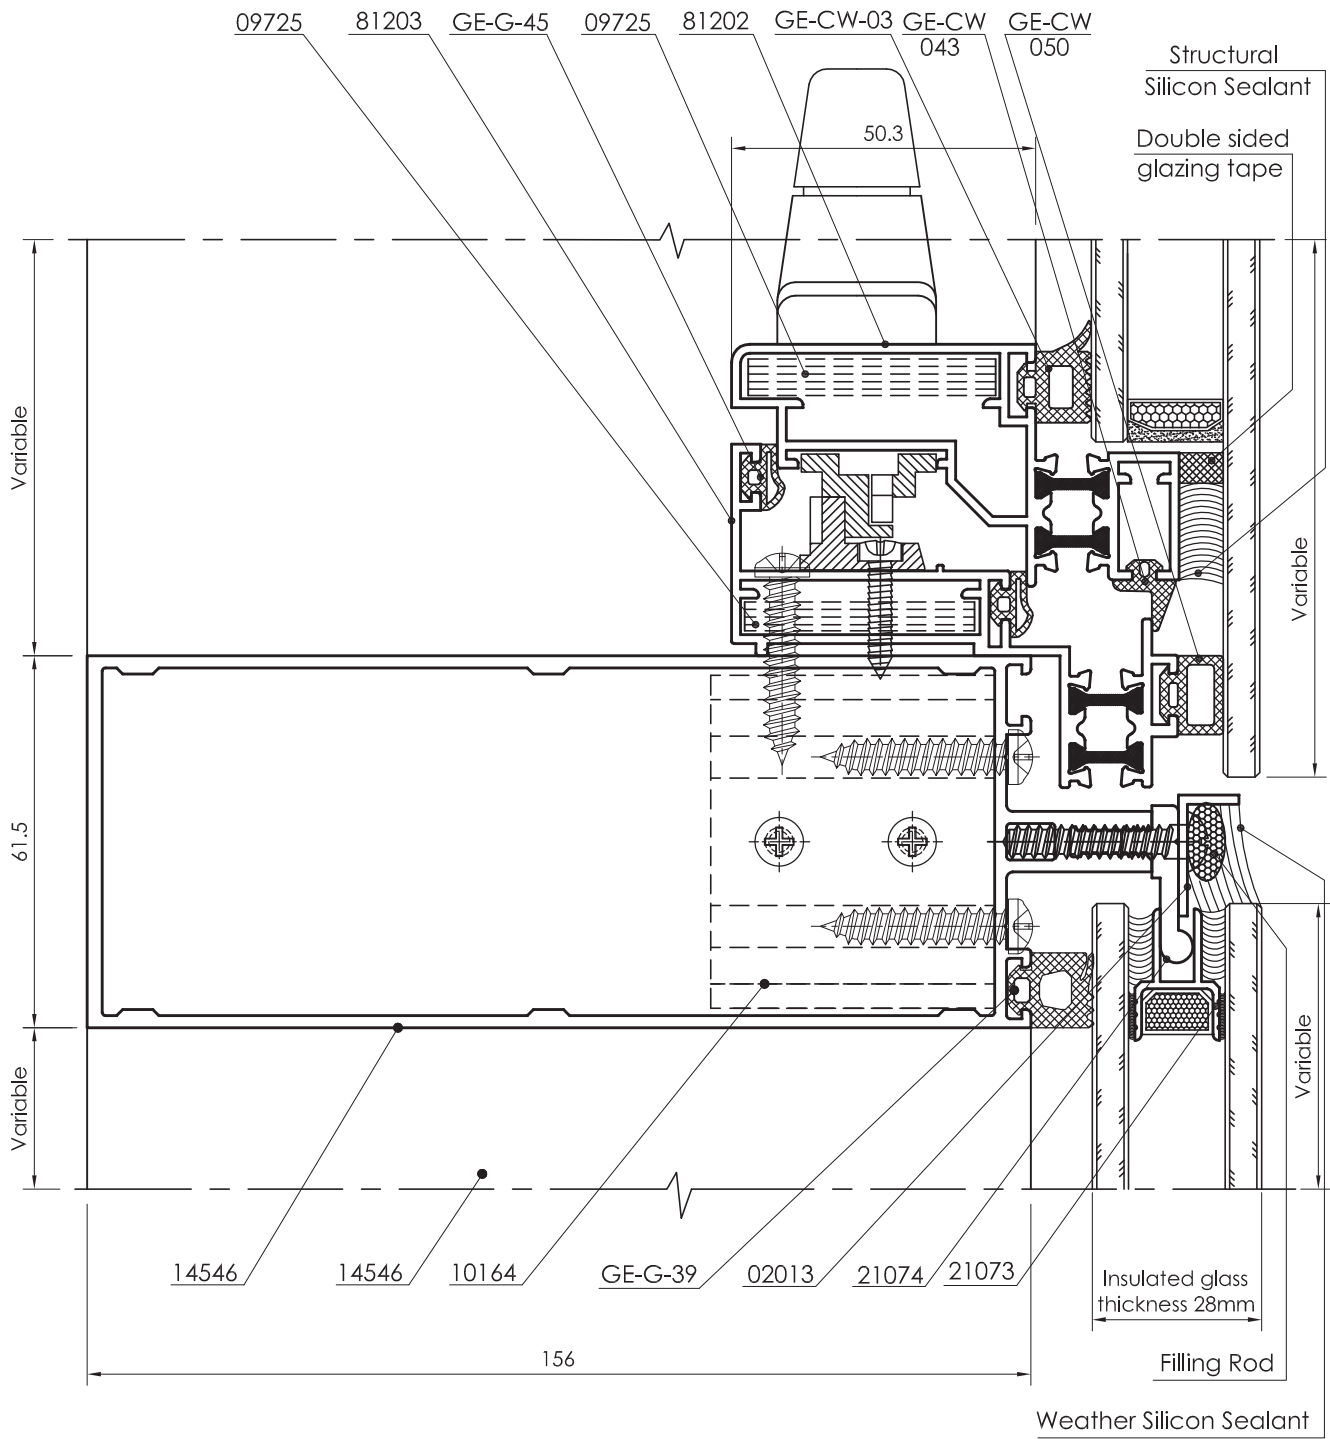 09725
81203
GE-G-45
09725
81202
GE-CW-03
GE-CW
043
GE-CW
050
Structural
Silicon Sealant
Double sided
glazing tape
50.3
Variable
Variable
61.5
Variable
Variable
14546
14546
10164
GE-G-39
02013
21074
21073
Insulated glass
thickness 28mm
156
Filling Rod
Weather Silicon Sealant